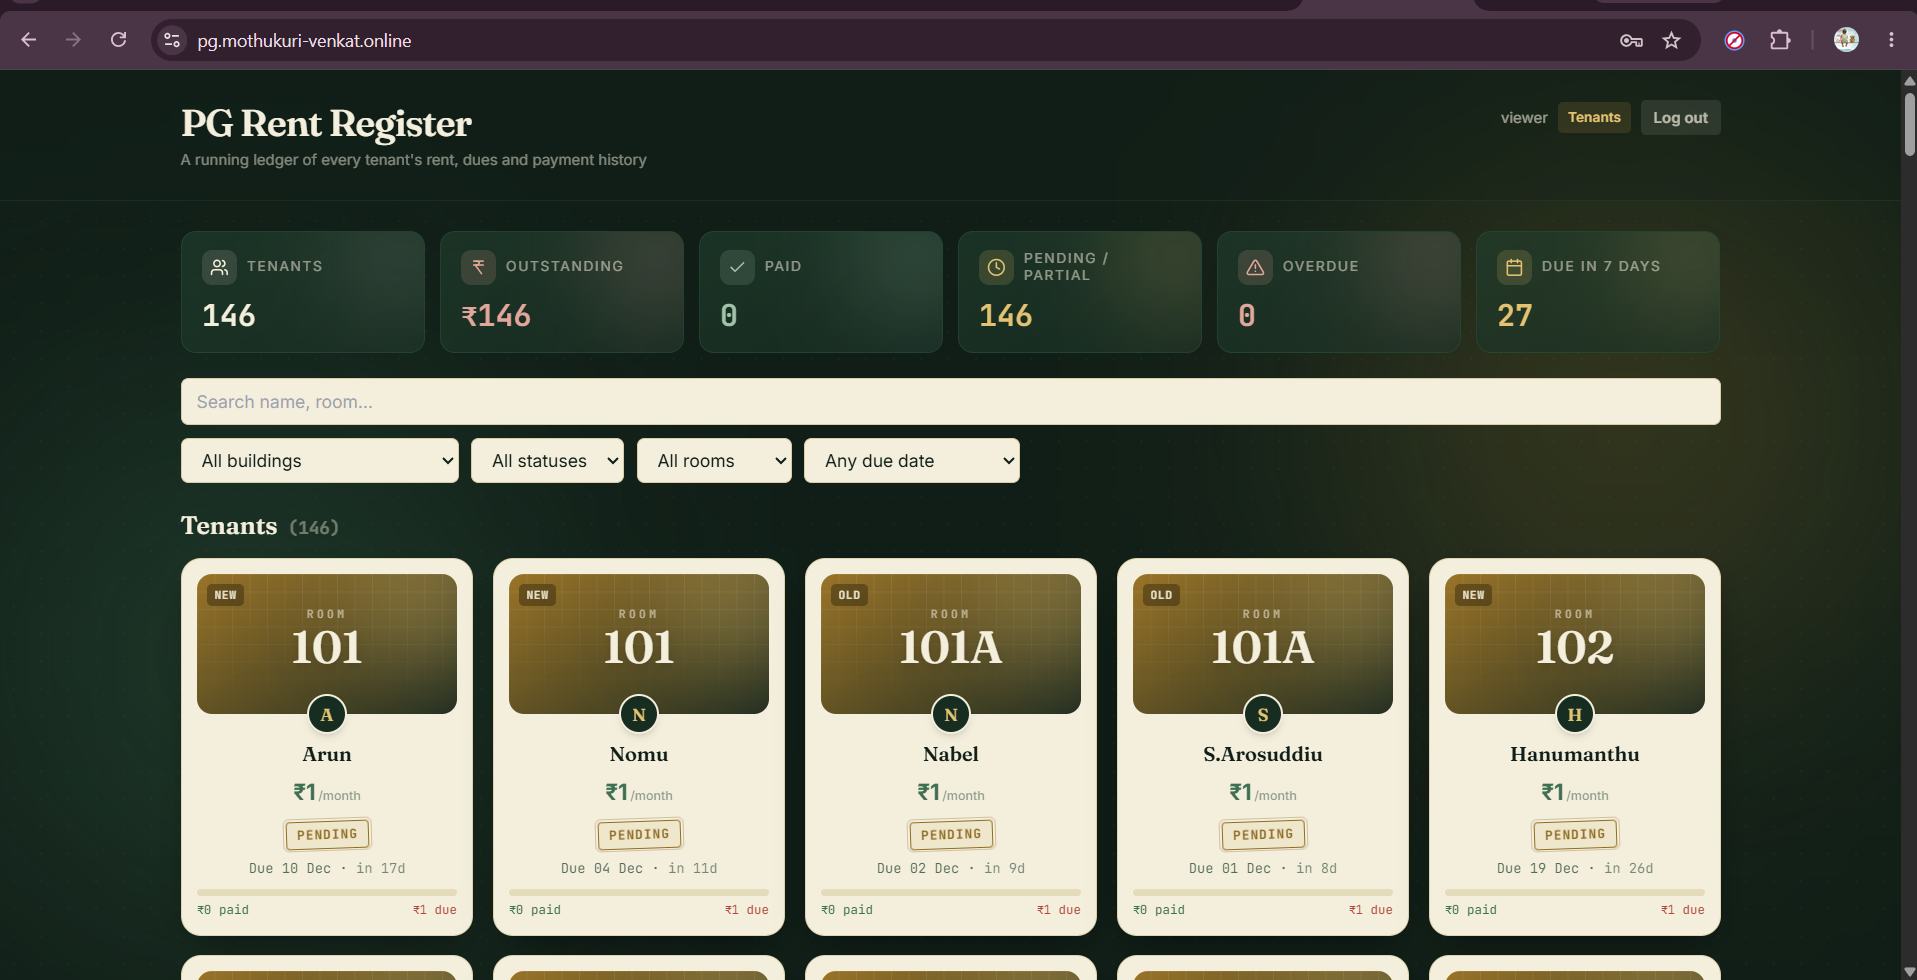 pg.mothukuri-venkat.online
PG Rent Register
A running ledger of every tenant's rent, dues and payment history
viewer Tenants Log out
TENANTS
146
OUTSTANDING
₹146
PAID
0
PENDING /
PARTIAL
146
OVERDUE
0
DUE IN 7 DAYS
27
Search name, room...
All buildings All statuses All rooms Any due date
Tenants (146)
NEW
ROOM
101
A
Arun
₹1/month
PENDING
Due 10 Dec · in 17d
₹0 paid ₹1 due
NEW
ROOM
101
N
Nomu
₹1/month
PENDING
Due 04 Dec · in 11d
₹0 paid ₹1 due
OLD
ROOM
101A
N
Nabel
₹1/month
PENDING
Due 02 Dec · in 9d
₹0 paid ₹1 due
OLD
ROOM
101A
S
S.Arosuddiu
₹1/month
PENDING
Due 01 Dec · in 8d
₹0 paid ₹1 due
NEW
ROOM
102
H
Hanumanthu
₹1/month
PENDING
Due 19 Dec · in 26d
₹0 paid ₹1 due